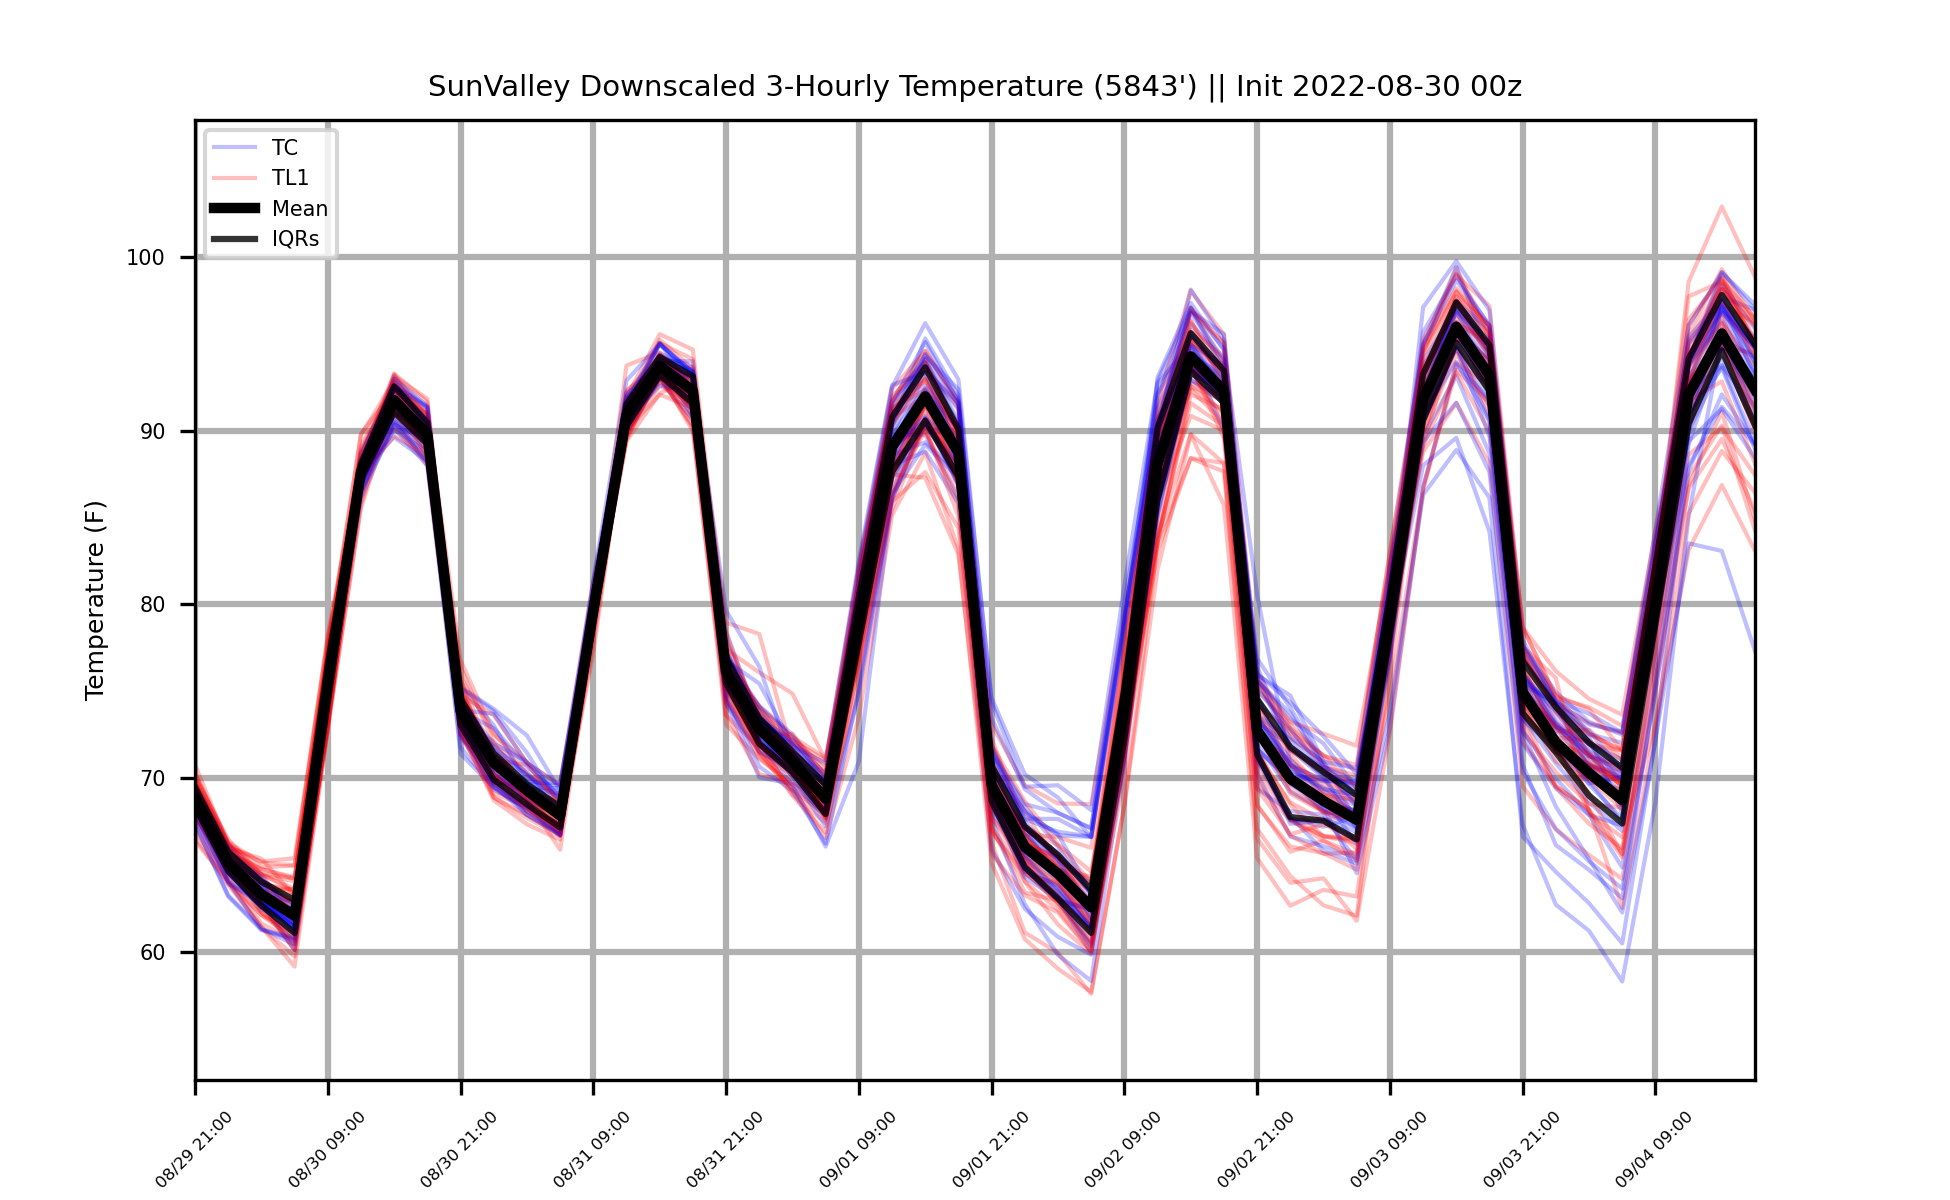 SunValley Downscaled 3-Hourly Temperature (5843') || Init 2022-08-30 00z
TC
TL1
Mean
IQRs
Temperature (F)
100
90
80
70
60
08/29 21:00
08/30 09:00
08/30 21:00
08/31 09:00
08/31 21:00
09/01 09:00
09/01 21:00
09/02 09:00
09/02 21:00
09/03 09:00
09/03 21:00
09/04 09:00